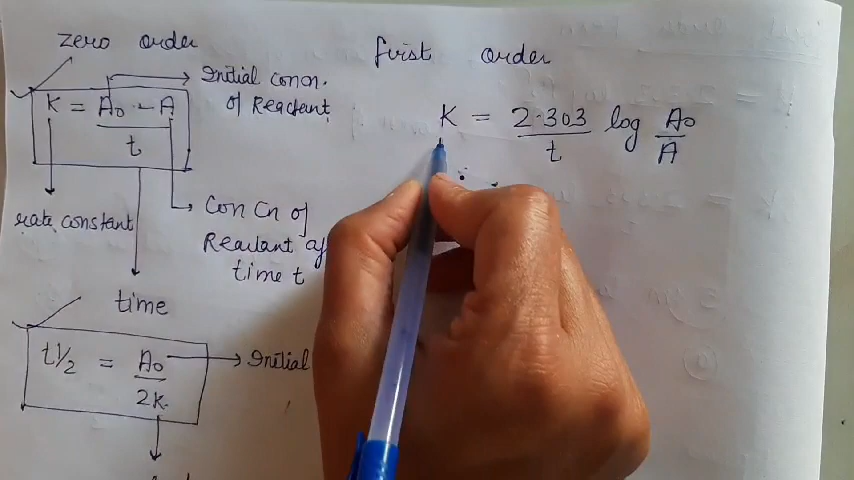 zero order
K = A₀ - A / t
Initial concn.
of Reactant
rate constant
Con Cn of
Reactant
time t
time
t1/2 = A₀ / 2K
Initial
first order
K = 2.303 / t log A₀ / A